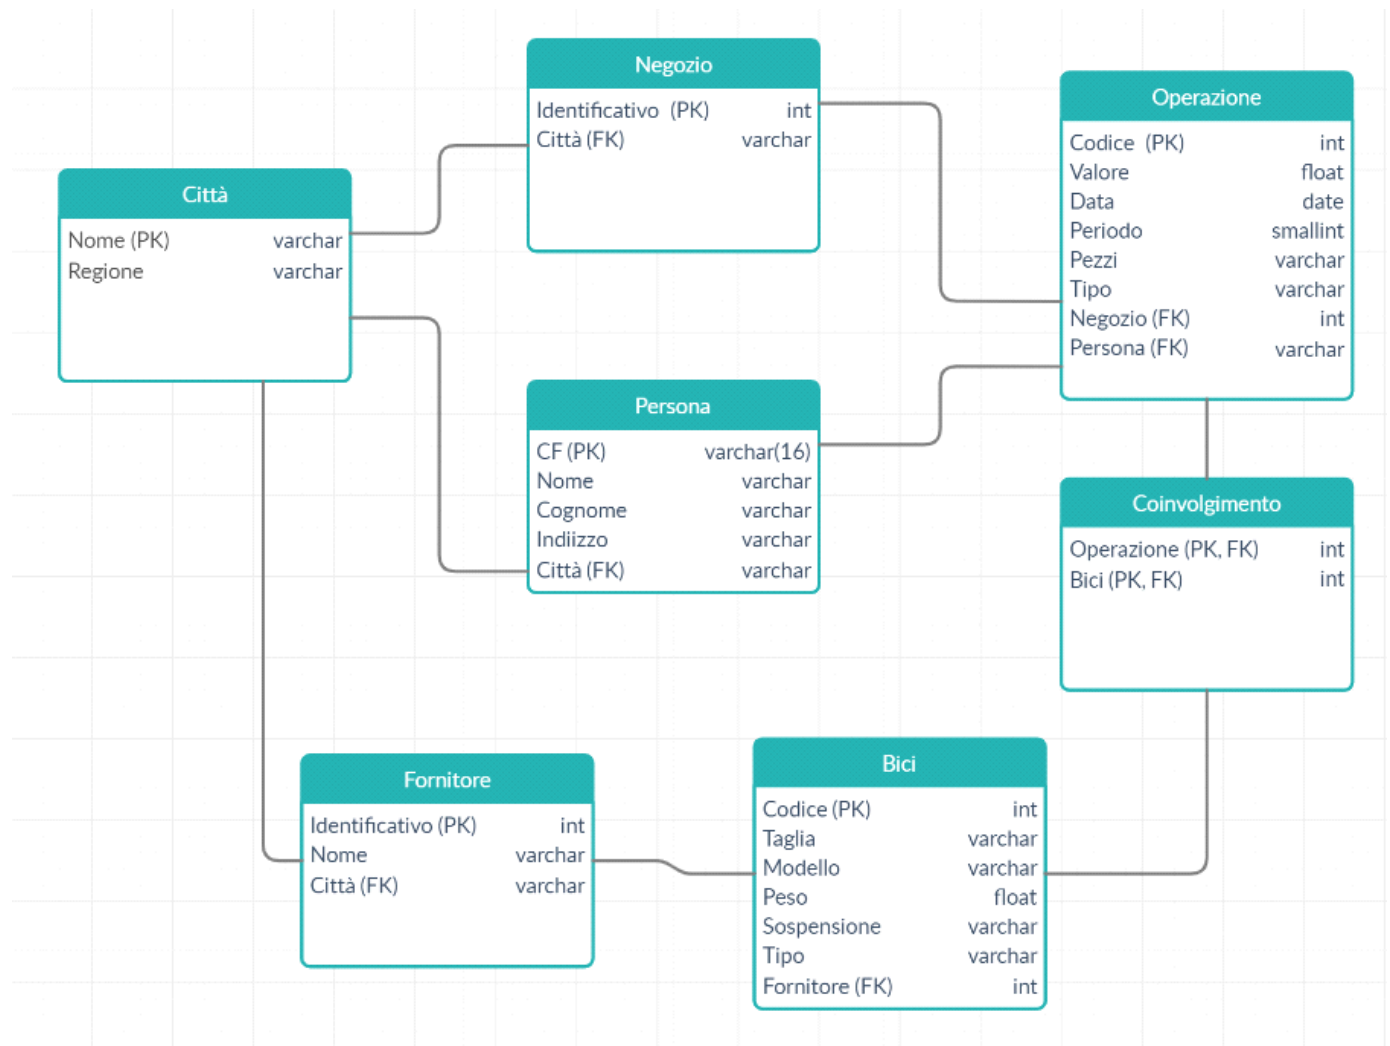 Città
Nome (PK) varchar
Regione varchar
Negozio
Identificativo (PK) int
Città (FK) varchar
Persona
CF (PK) varchar(16)
Nome varchar
Cognome varchar
Indiizzo varchar
Città (FK) varchar
Operazione
Codice (PK) int
Valore float
Data date
Periodo smallint
Pezzi varchar
Tipo varchar
Negozio (FK) int
Persona (FK) varchar
Coinvolgimento
Operazione (PK, FK) int
Bici (PK, FK) int
Fornitore
Identificativo (PK) int
Nome varchar
Città (FK) varchar
Bici
Codice (PK) int
Taglia varchar
Modello varchar
Peso float
Sospensione varchar
Tipo varchar
Fornitore (FK) int